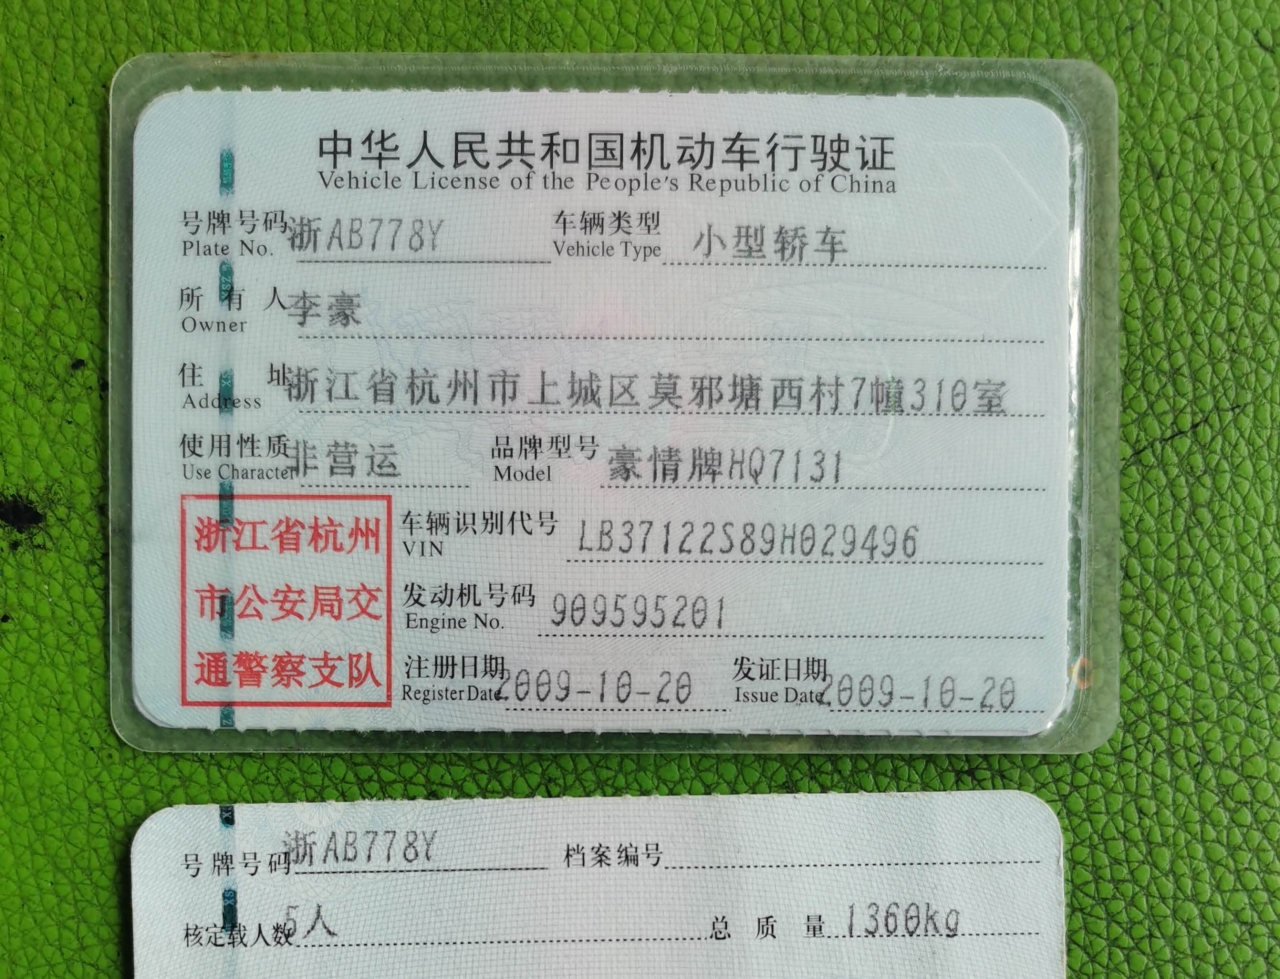 中华人民共和国机动车行驶证
Vehicle License of the People's Republic of China
号牌号码 浙AB778Y 车辆类型 小型轿车
Plate No. Vehicle Type
所有人 李豪
Owner
住址 浙江省杭州市上城区莫邪塘西村7幢310室
Address
使用性质 非营运 品牌型号 豪情牌HQ7131
Use Character Model
浙江省杭州
市公安局交
通警察支队
车辆识别代号 LB37122S89H029496
VIN
发动机号码 909595201
Engine No.
注册日期 2009-10-20 发证日期 2009-10-20
Register Date Issue Date
号牌号码 浙AB778Y 档案编号
核定载人数 5人 总质量 1360kg